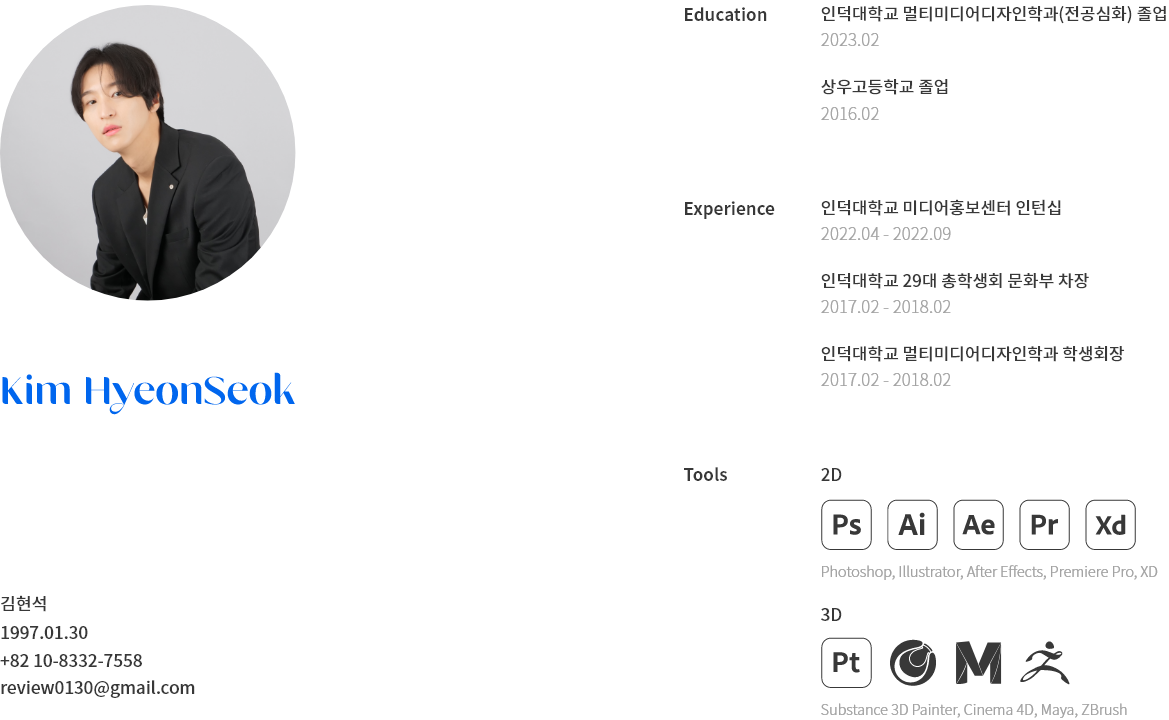 Kim HyeonSeok
김현석
1997.01.30
+82 10-8332-7558
review0130@gmail.com
Education
인덕대학교 멀티미디어디자인학과(전공심화) 졸업
2023.02
상우고등학교 졸업
2016.02
Experience
인덕대학교 미디어홍보센터 인턴십
2022.04 - 2022.09
인덕대학교 29대 총학생회 문화부 차장
2017.02 - 2018.02
인덕대학교 멀티미디어디자인학과 학생회장
2017.02 - 2018.02
Tools
2D
Ps Ai Ae Pr Xd
Photoshop, Illustrator, After Effects, Premiere Pro, XD
3D
Pt M
Substance 3D Painter, Cinema 4D, Maya, ZBrush